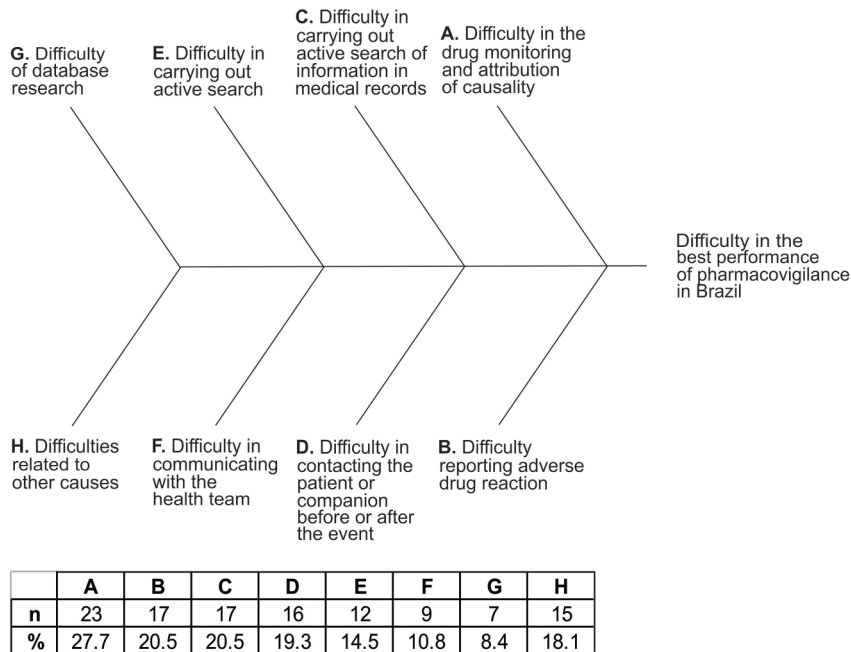 G. Difficulty
of database
research
E. Difficulty in
carrying out
active search
C. Difficulty in
carrying out
active search of
information in
medical records
A. Difficulty in the
drug monitoring
and attribution
of causality
Difficulty in the
best performance
of pharmacovigilance
in Brazil
H. Difficulties
related to
other causes
F. Difficulty in
communicating
with the
health team
D. Difficulty in
contacting the
patient or
companion
before or after
the event
B. Difficulty
reporting adverse
drug reaction
A B C D E F G H
n 23 17 17 16 12 9 7 15
% 27.7 20.5 20.5 19.3 14.5 10.8 8.4 18.1